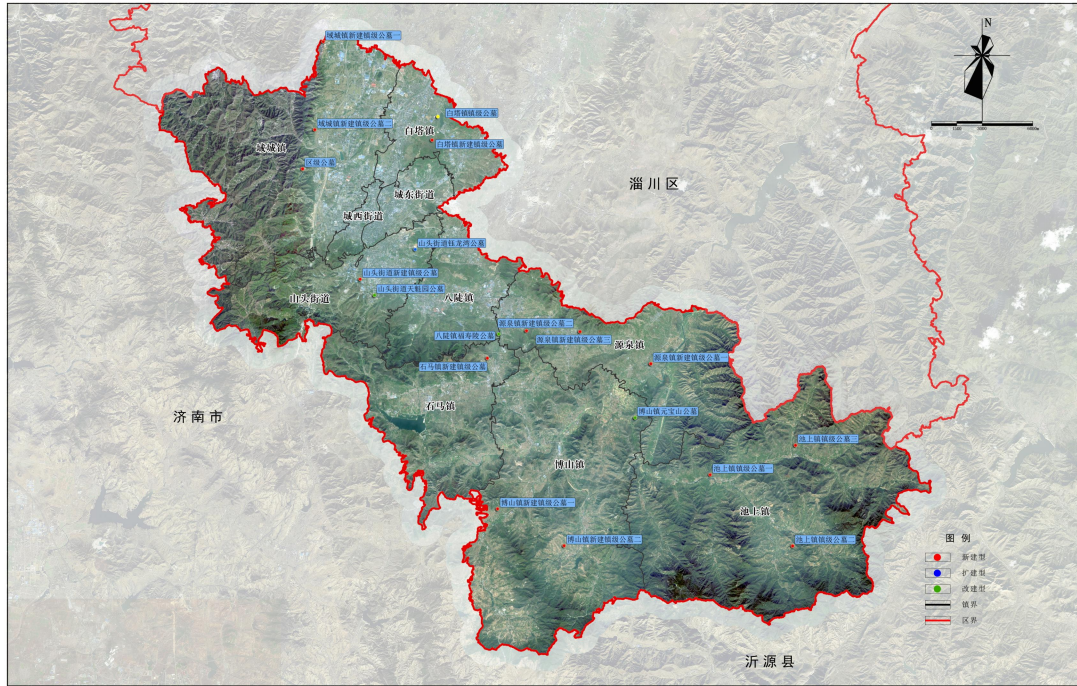 域城镇新建镇级公墓一
N
白塔镇镇级公墓
域城镇新建镇级公墓二
白塔镇
白塔镇新建镇级公墓
域城镇
区级公墓
0 1500 3000 6000m
淄川区
城东街道
城西街道
山头街道钰龙湾公墓
山头街道新建镇级公墓
山头街道天魁园公墓
山头街道
八陡镇
源泉镇新建镇级公墓二
八陡镇福寿陵公墓
源泉镇新建镇级公墓三
源泉镇
源泉镇新建镇级公墓一
石马镇新建镇级公墓
石马镇
济南市
博山镇元宝山公墓
池上镇镇级公墓三
博山镇
池上镇镇级公墓一
博山镇新建镇级公墓一
池上镇
博山镇新建镇级公墓二
池上镇镇级公墓二
图例
新建型
扩建型
改建型
镇界
区界
沂源县